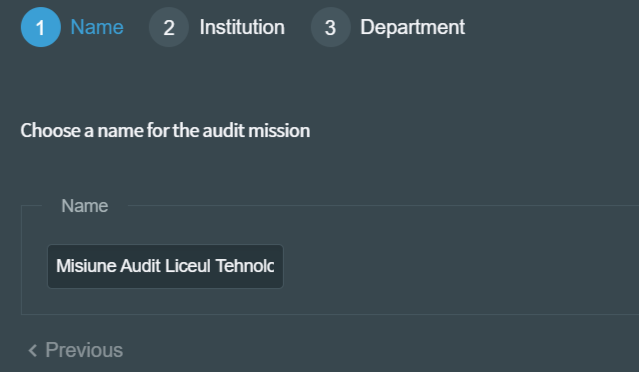 1 Name 2 Institution 3 Department
Choose a name for the audit mission
Name
Misiune Audit Liceul Tehnolc
< Previous